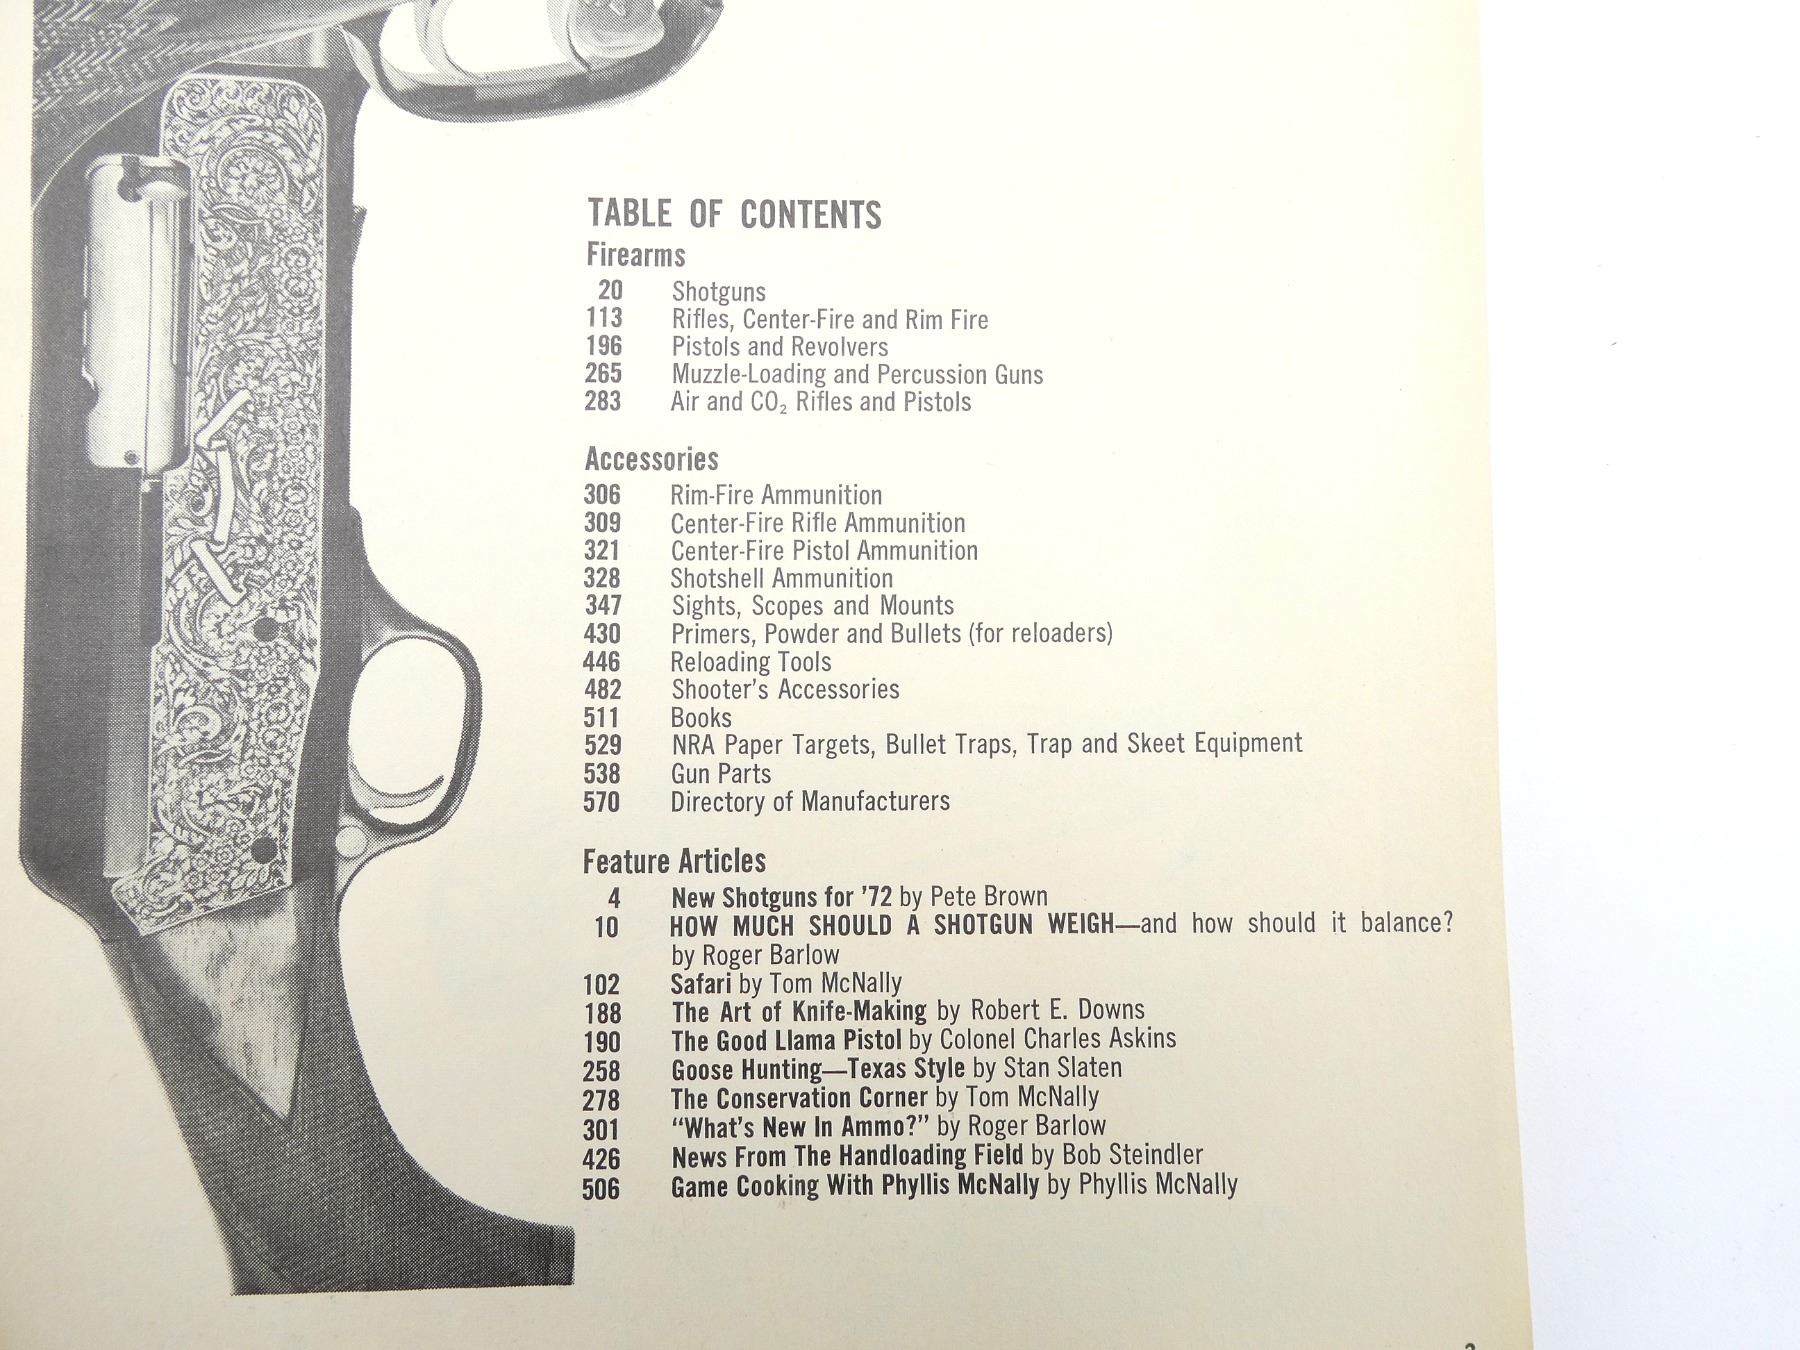 TABLE OF CONTENTS
Firearms
20 Shotguns
113 Rifles, Center-Fire and Rim Fire
196 Pistols and Revolvers
265 Muzzle-Loading and Percussion Guns
283 Air and CO₂ Rifles and Pistols
Accessories
306 Rim-Fire Ammunition
309 Center-Fire Rifle Ammunition
321 Center-Fire Pistol Ammunition
328 Shotshell Ammunition
347 Sights, Scopes and Mounts
430 Primers, Powder and Bullets (for reloaders)
446 Reloading Tools
482 Shooter's Accessories
511 Books
529 NRA Paper Targets, Bullet Traps, Trap and Skeet Equipment
538 Gun Parts
570 Directory of Manufacturers
Feature Articles
4 New Shotguns for '72 by Pete Brown
10 HOW MUCH SHOULD A SHOTGUN WEIGH—and how should it balance?
by Roger Barlow
102 Safari by Tom McNally
188 The Art of Knife-Making by Robert E. Downs
190 The Good Llama Pistol by Colonel Charles Askins
258 Goose Hunting—Texas Style by Stan Slaten
278 The Conservation Corner by Tom McNally
301 “What's New In Ammo?” by Roger Barlow
426 News From The Handloading Field by Bob Steindler
506 Game Cooking With Phyllis McNally by Phyllis McNally